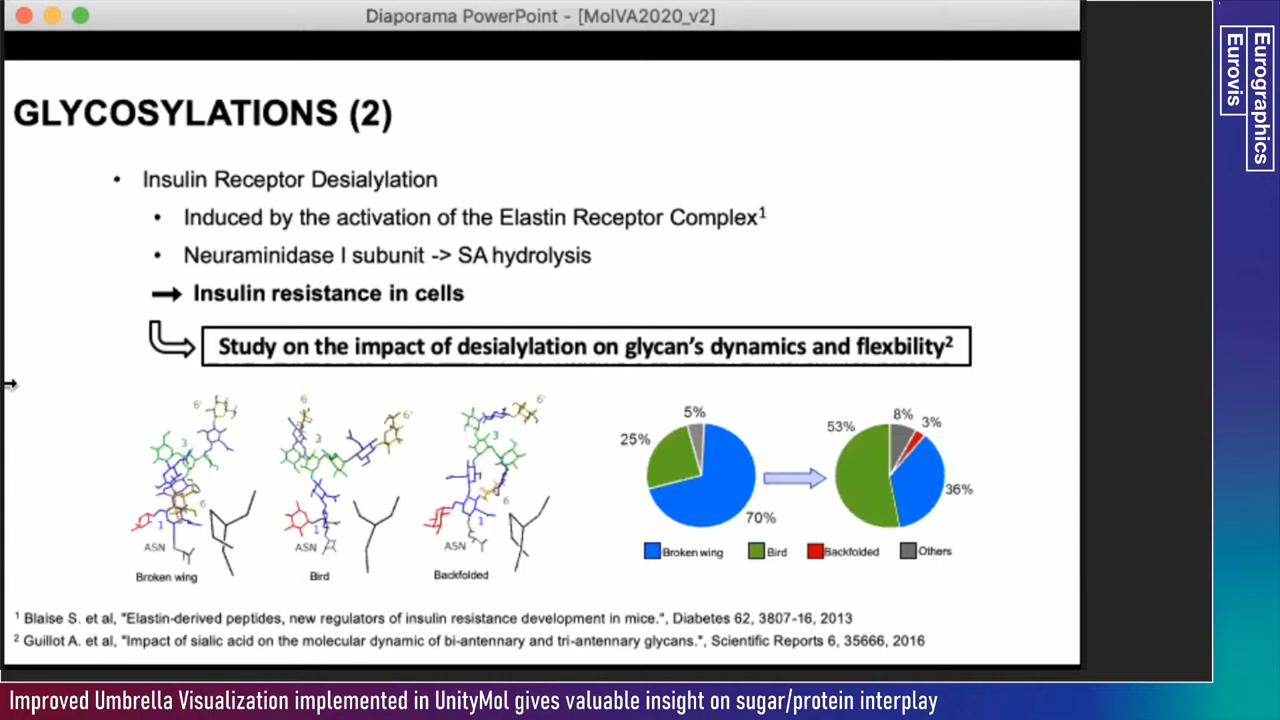 Diaporama PowerPoint - [MolVA2020_v2]
Eurographics
Eurovis
GLYCOSYLATIONS (2)
• Insulin Receptor Desialylation
• Induced by the activation of the Elastin Receptor Complex¹
• Neuraminidase I subunit -> SA hydrolysis
→ Insulin resistance in cells
Study on the impact of desialylation on glycan's dynamics and flexbility²
6'
3
6
1
ASN
Broken wing
6
3
6'
1
ASN
Bird
6'
3
6
1
ASN
Backfolded
5%
25%
70%
8%
3%
53%
36%
Broken wing
Bird
Backfolded
Others
¹ Blaise S. et al, "Elastin-derived peptides, new regulators of insulin resistance development in mice.", Diabetes 62, 3807-16, 2013
² Guillot A. et al, "Impact of sialic acid on the molecular dynamic of bi-antennary and tri-antennary glycans.", Scientific Reports 6, 35666, 2016
Improved Umbrella Visualization implemented in UnityMol gives valuable insight on sugar/protein interplay